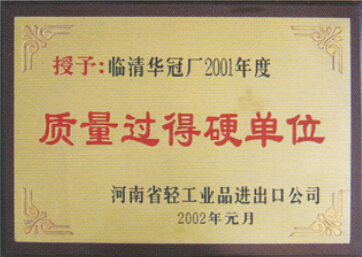 授予:临清华冠厂2001年度
质量过得硬单位
河南省轻工业品进出口公司
2002年元月